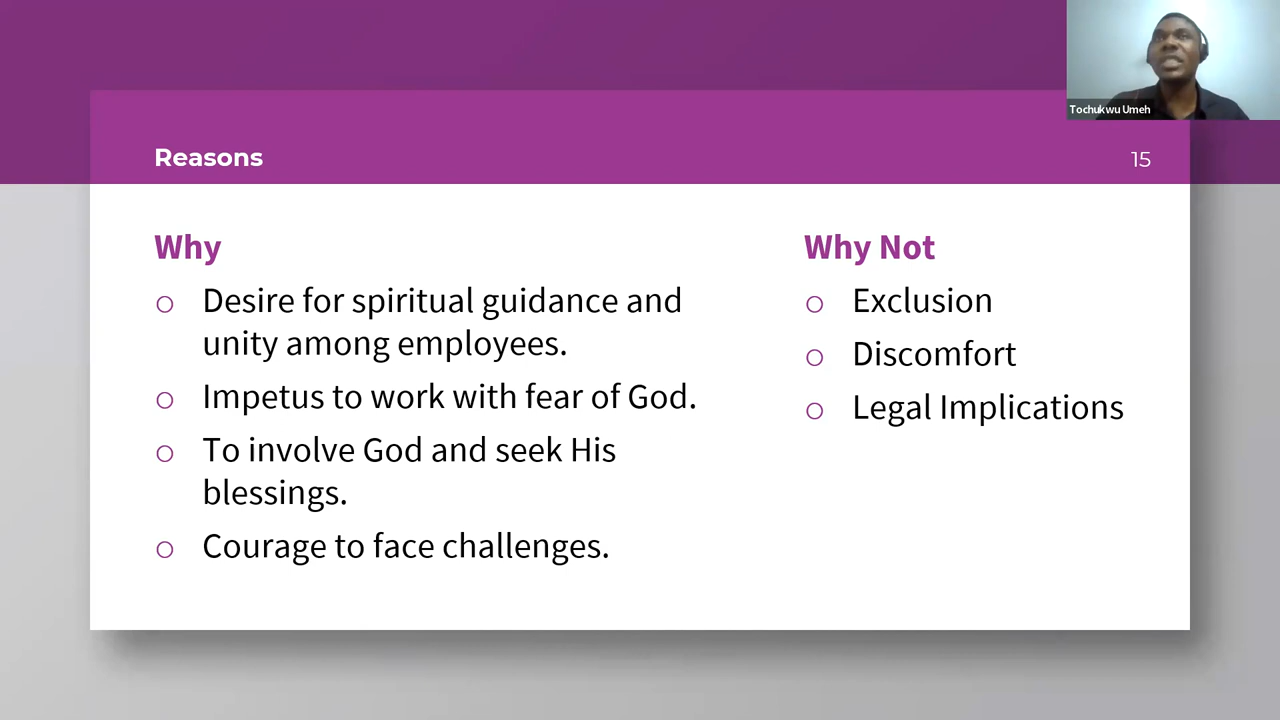 Tochukwu Umeh
Reasons
15
Why
o Desire for spiritual guidance and
unity among employees.
o Impetus to work with fear of God.
o To involve God and seek His
blessings.
o Courage to face challenges.
Why Not
o Exclusion
o Discomfort
o Legal Implications